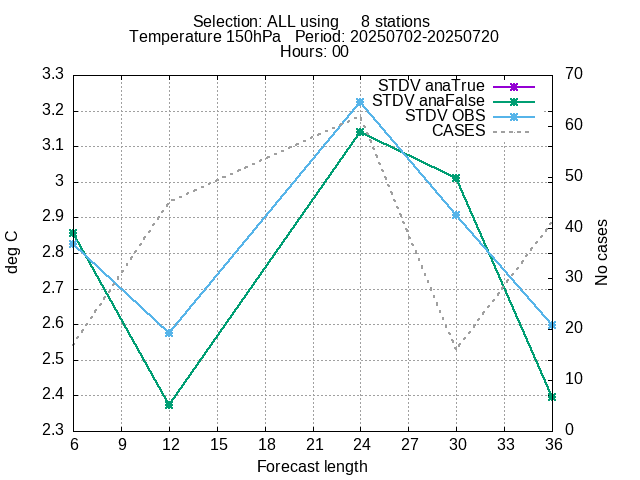 Selection: ALL using     8 stations
Temperature 150hPa   Period: 20250702-20250720
Hours: 00
3.3
3.2
3.1
3
2.9
2.8
2.7
2.6
2.5
2.4
2.3
deg C
STDV anaTrue
STDV anaFalse
STDV OBS
CASES
70
60
50
40
30
20
10
0
No cases
6 9 12 15 18 21 24 27 30 33 36
Forecast length